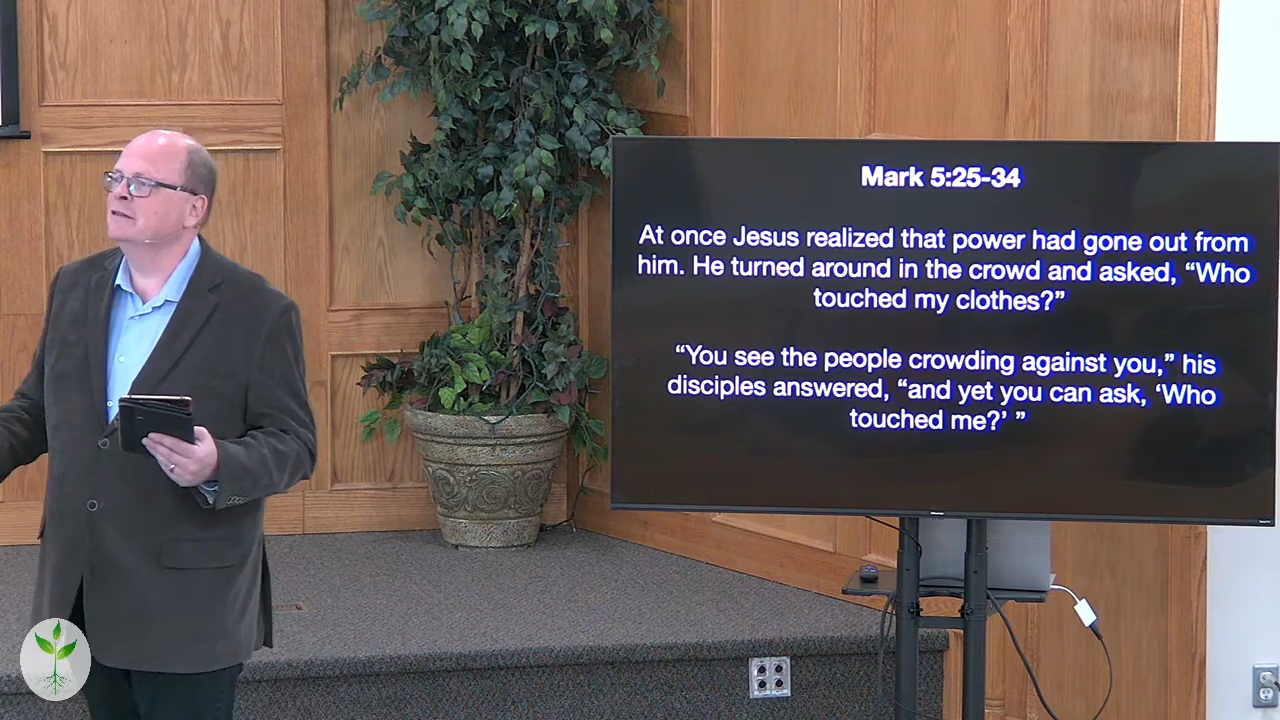 Mark 5:25-34
At once Jesus realized that power had gone out from
him. He turned around in the crowd and asked, “Who
touched my clothes?”
“You see the people crowding against you,” his
disciples answered, “and yet you can ask, ‘Who
touched me?’ ”